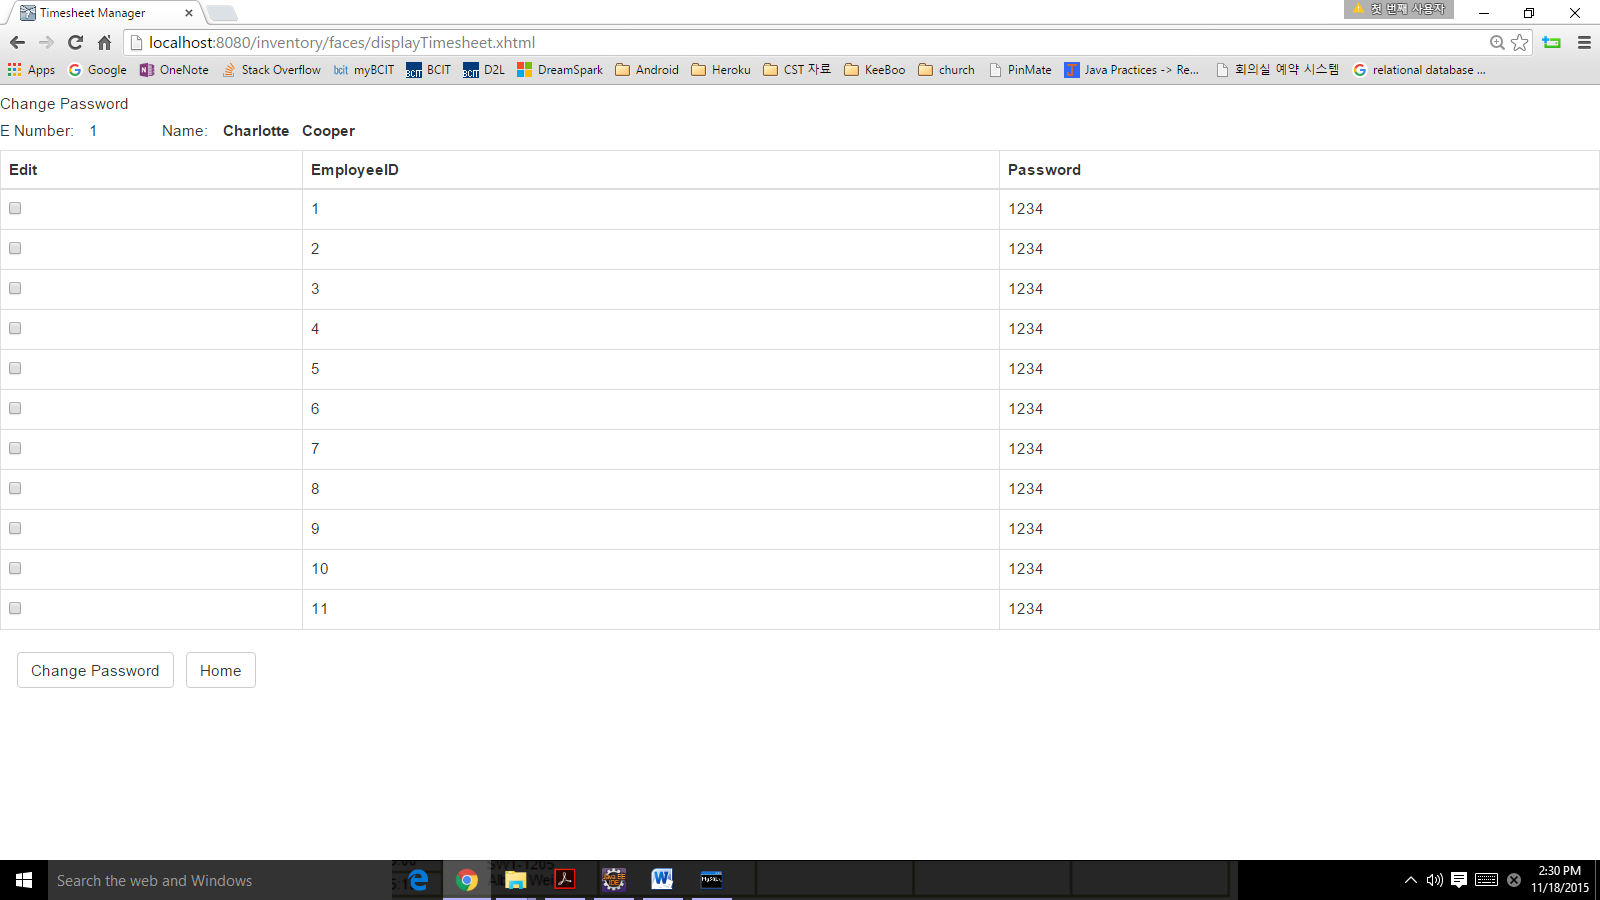 Timesheet Manager
첫 번째 사용자
localhost:8080/inventory/faces/displayTimesheet.xhtml
Apps Google OneNote Stack Overflow bcit myBCIT BCIT BCIT D2L DreamSpark Android Heroku CST 자료 KeeBoo church PinMate J Java Practices -> Re... 회의실 예약 시스템 relational database ...
Change Password
E Number: 1 Name: Charlotte Cooper
Edit EmployeeID Password
1 1234
2 1234
3 1234
4 1234
5 1234
6 1234
7 1234
8 1234
9 1234
10 1234
11 1234
Change Password Home
Search the web and Windows
2:30 PM
11/18/2015